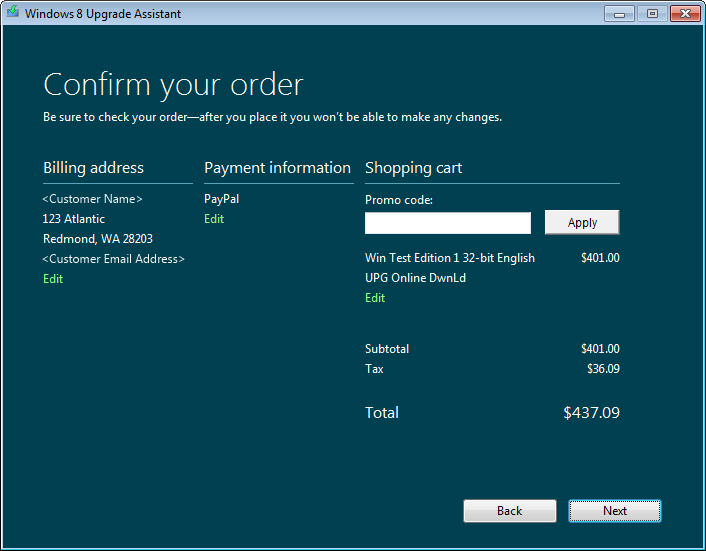 Windows 8 Upgrade Assistant
Confirm your order
Be sure to check your order—after you place it you won't be able to make any changes.
Billing address
<Customer Name>
123 Atlantic
Redmond, WA 28203
<Customer Email Address>
Edit
Payment information
PayPal
Edit
Shopping cart
Promo code:
Apply
Win Test Edition 1 32-bit English $401.00
UPG Online DwnLd
Edit
Subtotal $401.00
Tax $36.09
Total $437.09
Back Next